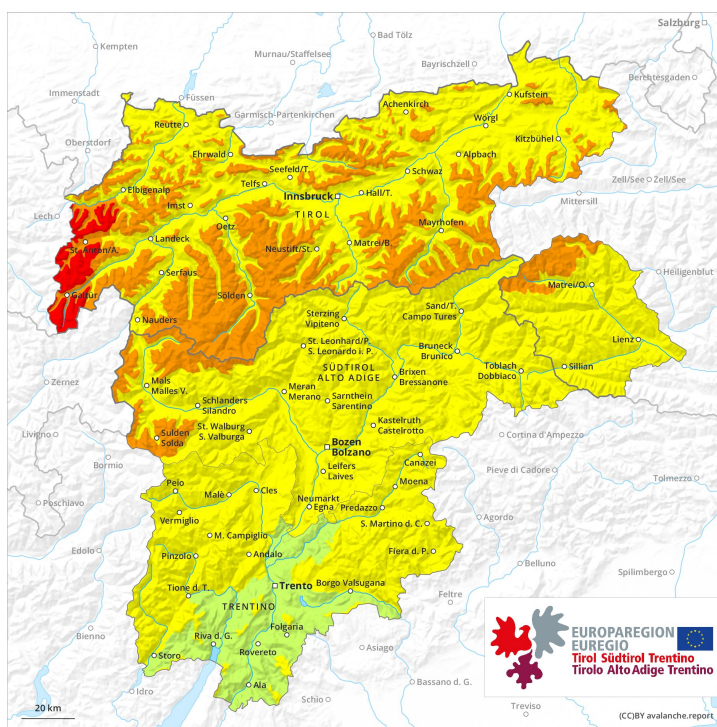 Salzburg
Bad Tölz
Kempten
Murnau/Staffelsee
Bayrischzell
Berchtesgaden
Immenstadt
Füssen
Achenkirch
Kufstein
Garmisch-Partenkirchen
Reutte
Wörgl
Oberstdorf
Ehrwald
Kitzbühel
Seefeld/T.
Alpbach
Telfs
Schwaz
Elbigenalp
Innsbruck
Hall/T.
Zell/See
Zell/See
Imst
TIROL
Mittersill
Lech
Oetz
Mayrhofen
St. Anton/A.
Landeck
Neustift/St.
Matrei/B.
Serfaus
Heiligenblut
Galtür
Sölden
Matrei/O.
Nauders
Sterzing
Vipiteno
Sand/T.
Campo Tures
Lienz
St. Leonhard/P.
S. Leonardo i. P.
Bruneck
Brunico
Zernez
SÜDTIROL
ALTO ADIGE
Toblach
Dobbiaco
Sillian
Mals
Malles V.
Meran
Merano
Brixen
Bressanone
Schlanders
Silandro
Sarnthein
Sarentino
Livigno
St. Walburg
S. Valburga
Kastelruth
Castelrotto
Sulden
Solda
Cortina d'Ampezzo
Bozen
Bolzano
Bormio
Canazei
Leifers
Laives
Pieve di Cadore
Tolmezzo
Peio
Moena
Malè
Cles
Neumarkt
Egna
Predazzo
Poschiavo
Vermiglio
Agordo
S. Martino d. C.
M. Campiglio
Edolo
Pinzolo
Andalo
Fiera d. P.
Belluno
Spilimbergo
Tione d. T.
Trento
Borgo Valsugana
Feltre
TRENTINO
Bienno
Riva d. G.
Folgaria
Storo
Rovereto
Asiago
Idro
Ala
Bassano d. G.
Schio
Treviso
EUROPAREGION
EUREGIO
Tirol Südtirol Trentino
Tirolo Alto Adige Trentino
20 km
(CC)BY avalanche.report